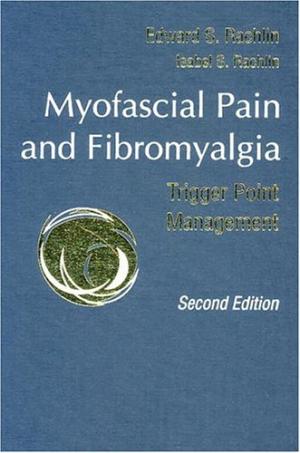 Edward S. Rachlin
Isabel S. Rachlin
Myofascial Pain
and Fibromyalgia
Trigger Point
Management
Second Edition